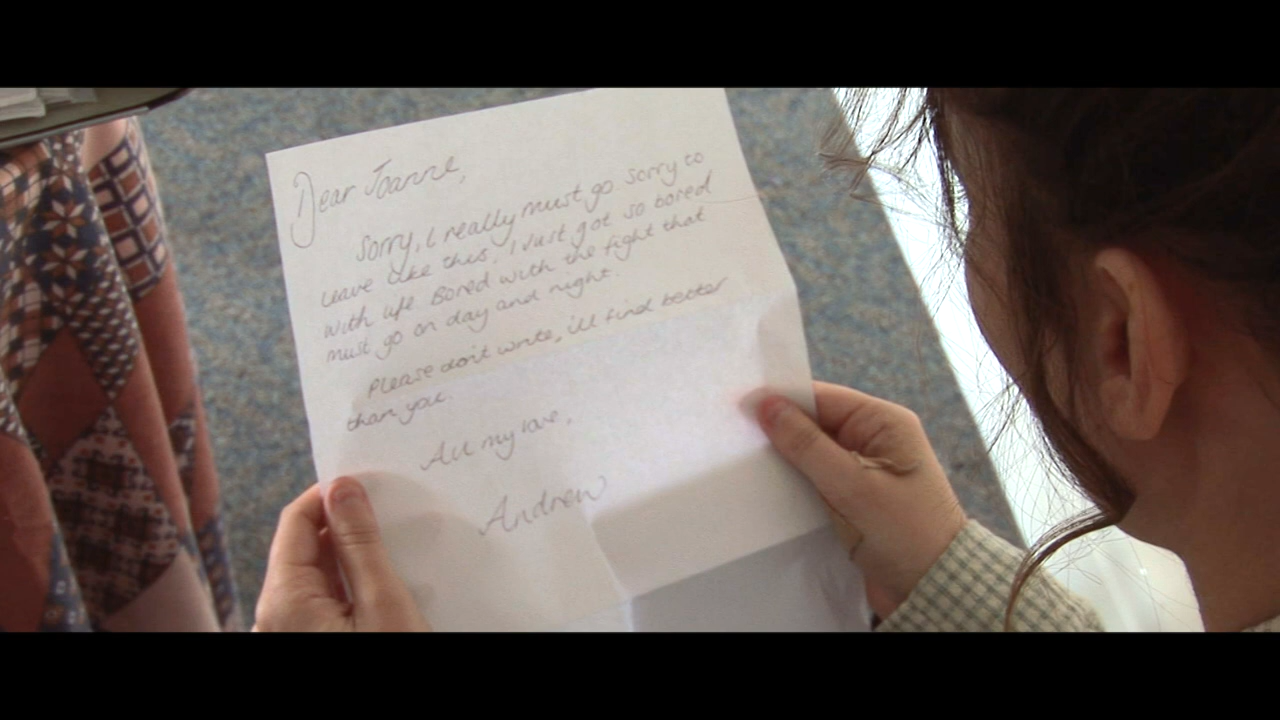 Dear Joanne,
Sorry, I really must go. Sorry to
leave like this. I just got so bored
with life. Bored with the fight that
must go on day and night.
Please don't write, i'll find better
than you.
All my love,
Andrew